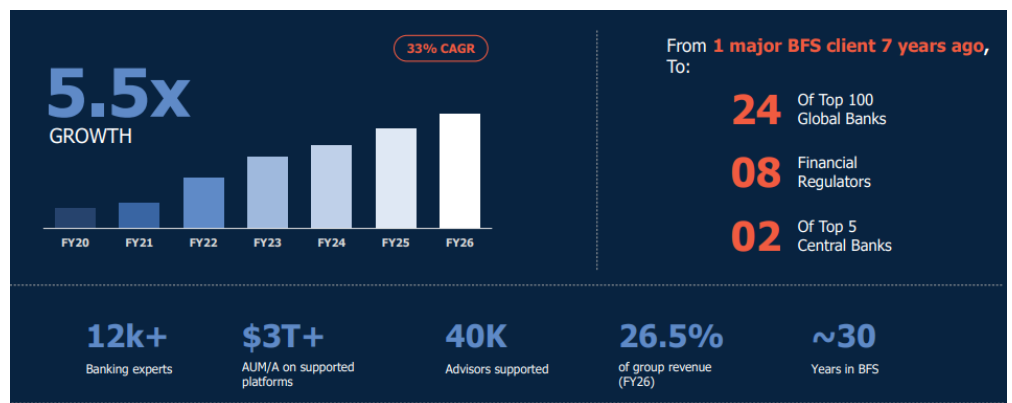 33% CAGR
5.5x
GROWTH
FY20 FY21 FY22 FY23 FY24 FY25 FY26
From 1 major BFS client 7 years ago,
To:
24
Of Top 100
Global Banks
08
Financial
Regulators
02
Of Top 5
Central Banks
12k+
Banking experts
$3T+
AUM/A on supported
platforms
40K
Advisors supported
26.5%
of group revenue
(FY26)
~30
Years in BFS